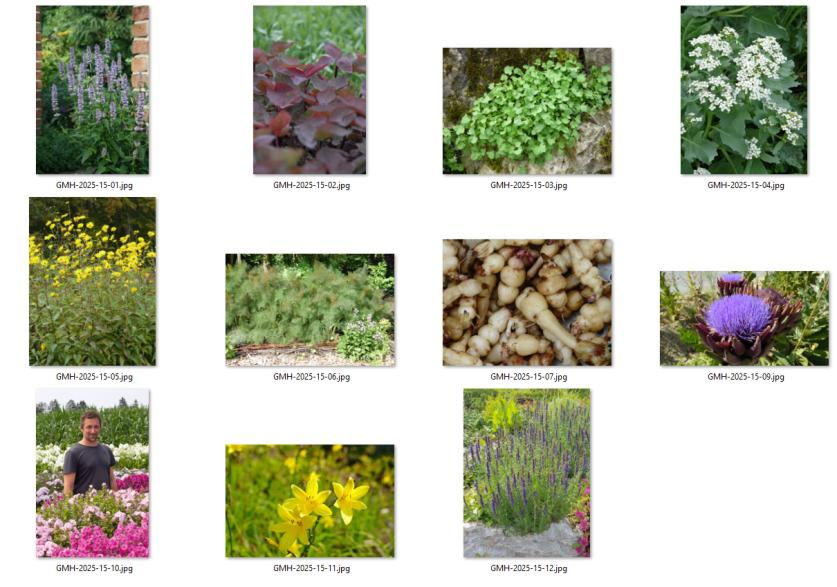 GMH-2025-15-01.jpg
GMH-2025-15-02.jpg
GMH-2025-15-03.jpg
GMH-2025-15-04.jpg
GMH-2025-15-05.jpg
GMH-2025-15-06.jpg
GMH-2025-15-07.jpg
GMH-2025-15-09.jpg
GMH-2025-15-10.jpg
GMH-2025-15-11.jpg
GMH-2025-15-12.jpg